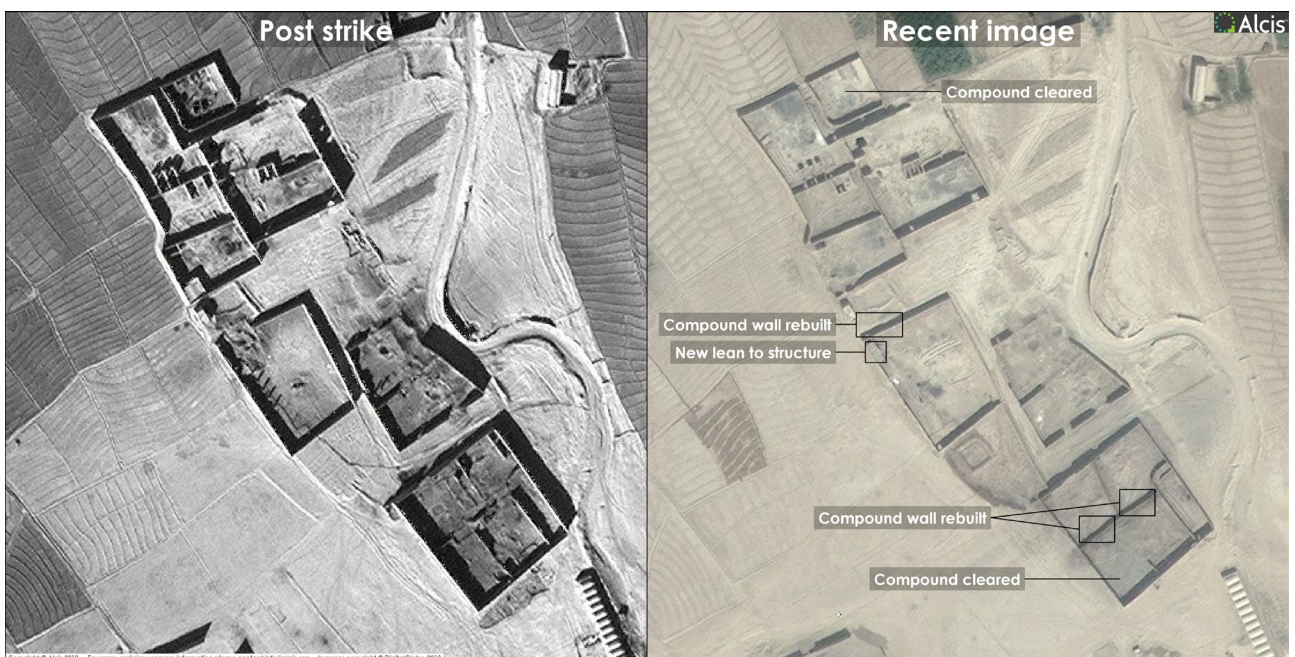 Post strike
Recent image
Alcis
Compound cleared
Compound wall rebuilt
New lean to structure
Compound wall rebuilt
Compound cleared